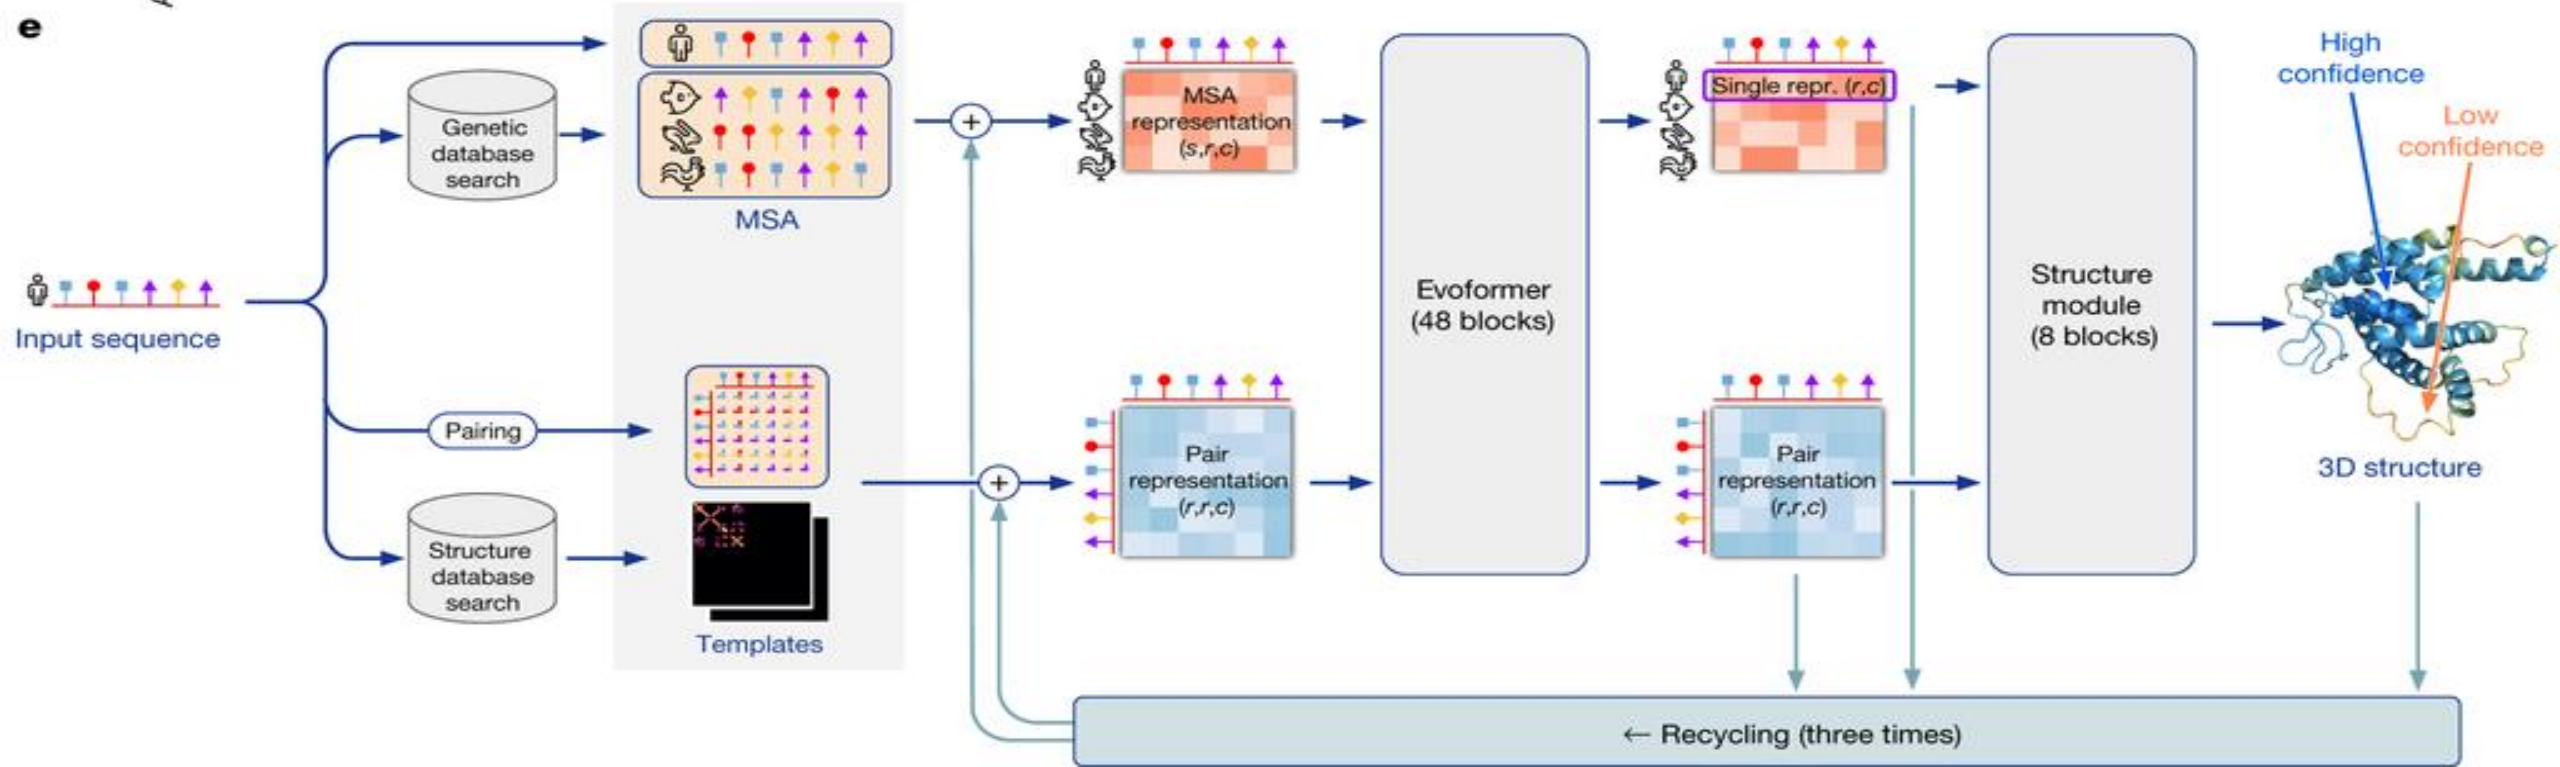 e
Input sequence
Genetic
database
search
Pairing
Structure
database
search
MSA
Templates
+
+
MSA
representation
(s,r,c)
Pair
representation
(r,r,c)
Evoformer
(48 blocks)
Single repr. (r,c)
Pair
representation
(r,r,c)
Structure
module
(8 blocks)
High
confidence
Low
confidence
3D structure
← Recycling (three times)